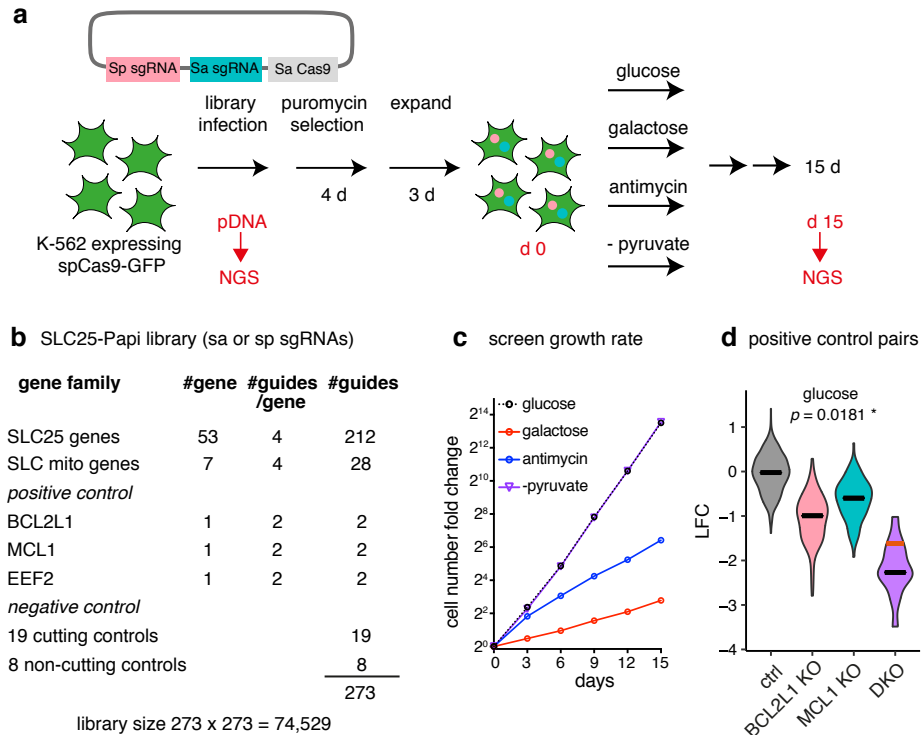 a
Sp sgRNA Sa sgRNA Sa Cas9
library infection
puromycin selection
expand
4 d
3 d
K-562 expressing
spCas9-GFP
pDNA
NGS
d 0
glucose
galactose
antimycin
- pyruvate
15 d
d 15
NGS
b SLC25-Papi library (sa or sp sgRNAs)
gene family #gene #guides/gene #guides
SLC25 genes 53 4 212
SLC mito genes 7 4 28
positive control
BCL2L1 1 2 2
MCL1 1 2 2
EEF2 1 2 2
negative control
19 cutting controls 19
8 non-cutting controls 8
273
library size 273 x 273 = 74,529
c screen growth rate
glucose
galactose
antimycin
-pyruvate
cell number fold change
2^14
2^12
2^10
2^8
2^6
2^4
2^2
2^0
0 3 6 9 12 15
days
d positive control pairs
glucose
p = 0.0181 *
LFC
1
0
−1
−2
−3
−4
ctrl
BCL2L1 KO
MCL1 KO
DKO